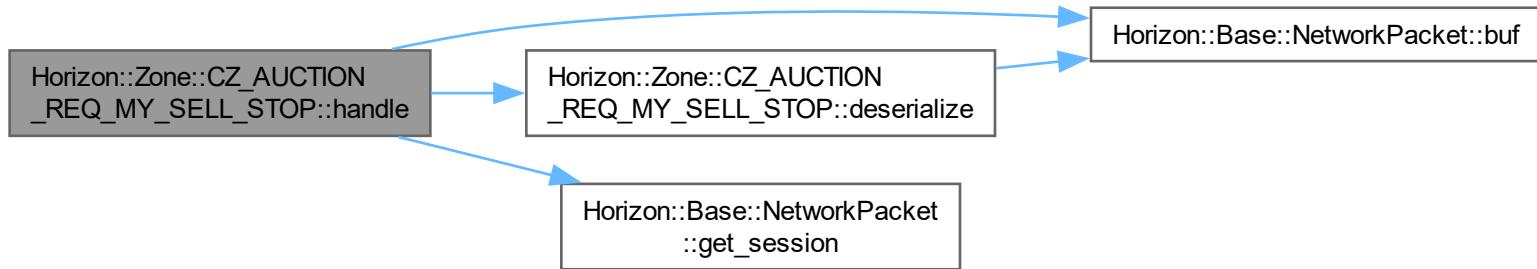 Horizon::Zone::CZ_AUCTION
_REQ_MY_SELL_STOP::handle
Horizon::Base::NetworkPacket::buf
Horizon::Zone::CZ_AUCTION
_REQ_MY_SELL_STOP::deserialize
Horizon::Base::NetworkPacket
::get_session